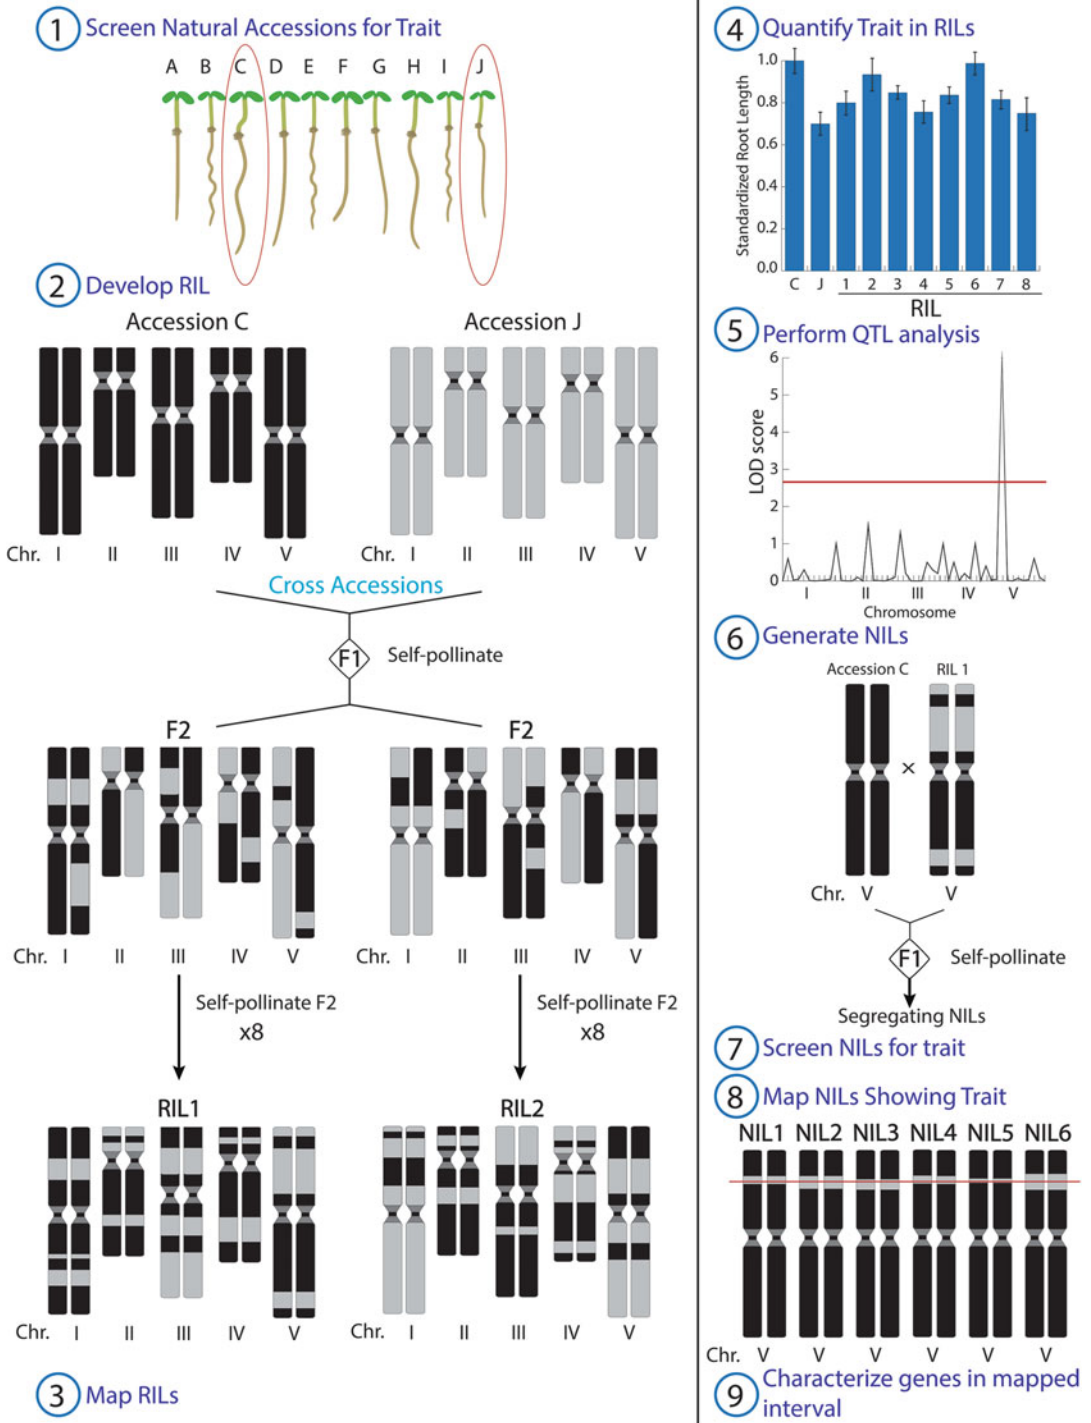 1 Screen Natural Accessions for Trait
A B C D E F G H I J
2 Develop RIL
Accession C Accession J
Chr. I II III IV V Chr. I II III IV V
Cross Accessions
F1 Self-pollinate
F2 F2
Chr. I II III IV V Chr. I II III IV V
Self-pollinate F2 Self-pollinate F2
x8 x8
RIL1 RIL2
Chr. I II III IV V Chr. I II III IV V
3 Map RILs
4 Quantify Trait in RILs
Standardized Root Length
1.0
0.8
0.6
0.4
0.2
0.0
C J 1 2 3 4 5 6 7 8
RIL
5 Perform QTL analysis
LOD score
6
5
4
3
2
1
0
I II III IV V
Chromosome
6 Generate NILs
Accession C RIL 1
×
Chr. V V
F1 Self-pollinate
Segregating NILs
7 Screen NILs for trait
8 Map NILs Showing Trait
NIL1 NIL2 NIL3 NIL4 NIL5 NIL6
Chr. V V V V V V
9 Characterize genes in mapped
interval